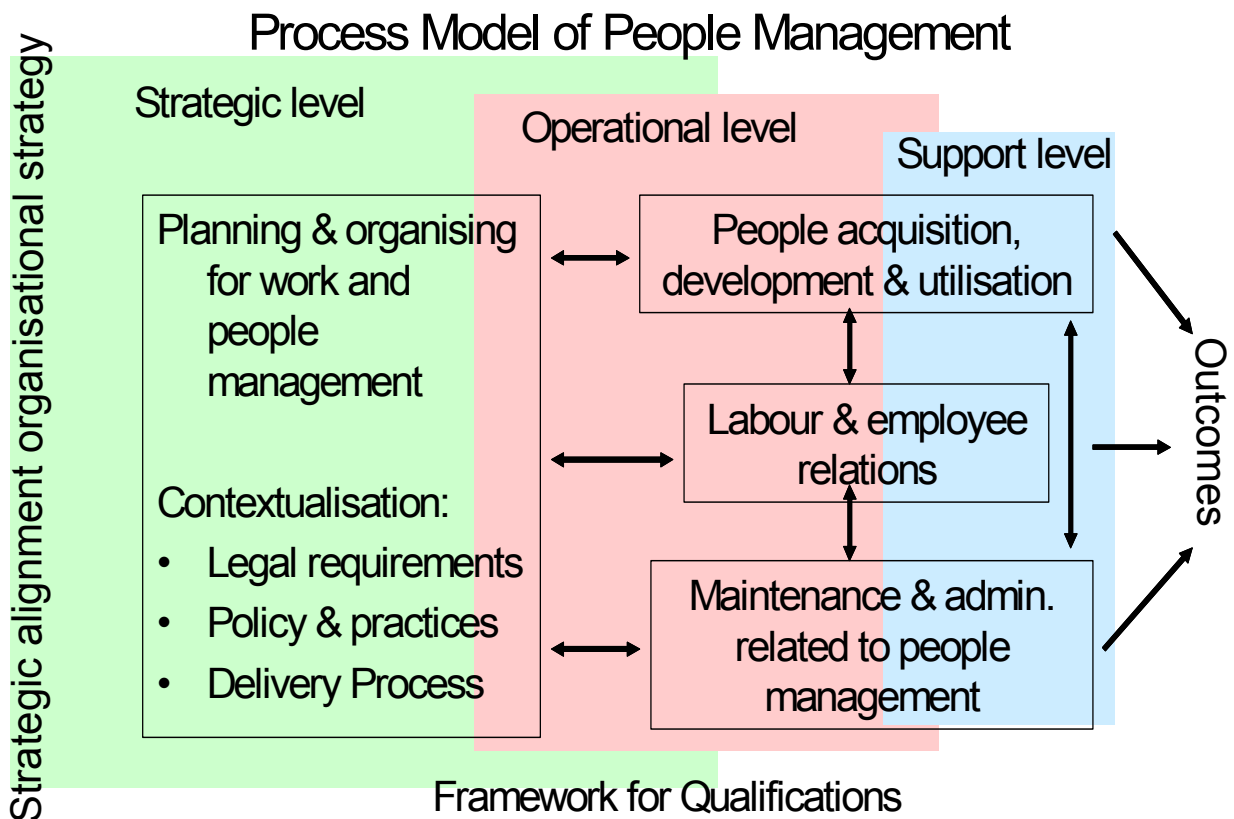 Process Model of People Management
Strategic alignment organisational strategy
Strategic level
Operational level
Support level
Planning & organising
for work and
people
management
Contextualisation:
• Legal requirements
• Policy & practices
• Delivery Process
People acquisition,
development & utilisation
Labour & employee
relations
Maintenance & admin.
related to people
management
Outcomes
Framework for Qualifications